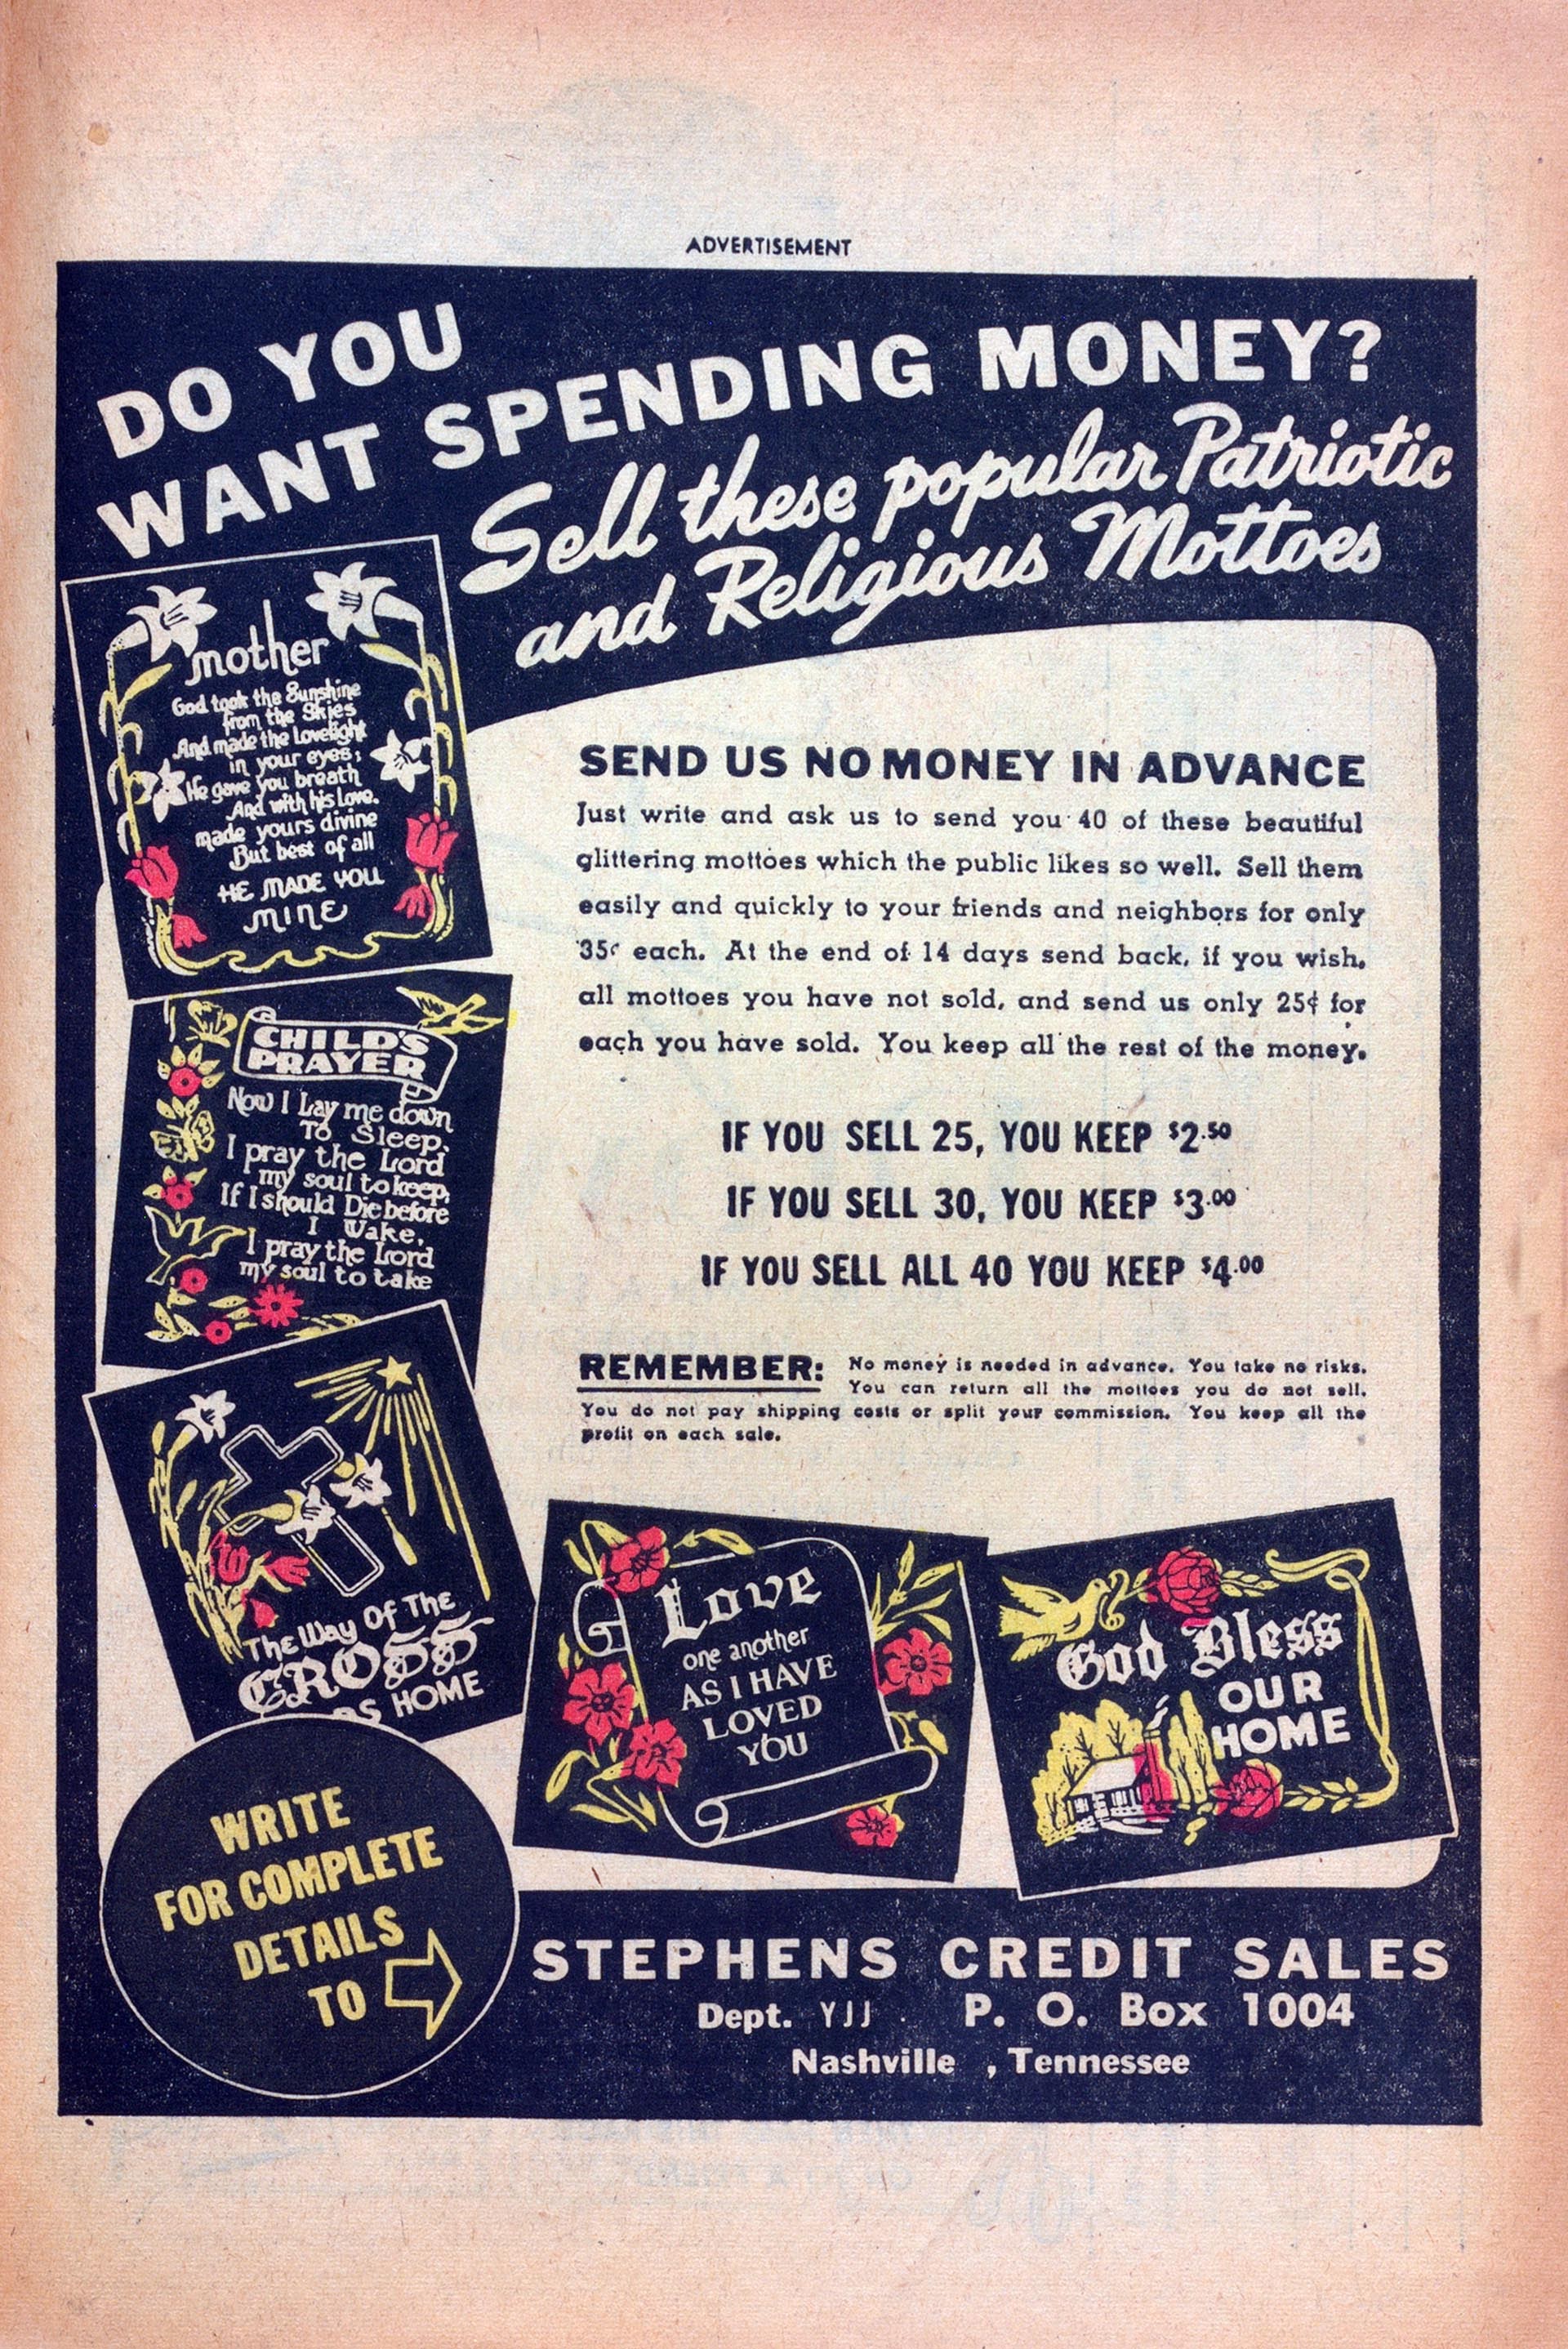 ADVERTISEMENT
DO YOU
WANT SPENDING MONEY?
Sell these popular Patriotic
and Religious Mottoes
mother
God took the Sunshine
from the Skies
And made the Lovelight
in your eyes;
He gave you breath
And with his Love,
made yours divine
But best of all
HE MADE YOU
MINE
CHILD'S
PRAYER
Now I Lay me down
To Sleep,
I pray the Lord
my soul to keep,
If I should Die before
I Wake,
I pray the Lord
my soul to take
The Way Of The
CROSS
DS HOME
SEND US NO MONEY IN ADVANCE
Just write and ask us to send you 40 of these beautiful
glittering mottoes which the public likes so well. Sell them
easily and quickly to your friends and neighbors for only
35¢ each. At the end of 14 days send back, if you wish,
all mottoes you have not sold, and send us only 25¢ for
each you have sold. You keep all the rest of the money.
IF YOU SELL 25, YOU KEEP $2.50
IF YOU SELL 30, YOU KEEP $3.00
IF YOU SELL ALL 40 YOU KEEP $4.00
REMEMBER: No money is needed in advance. You take no risks.
You can return all the mottoes you do not sell.
You do not pay shipping costs or split your commission. You keep all the
profit on each sale.
Love
one another
AS I HAVE
LOVED
YOU
God Bless
OUR
HOME
WRITE
FOR COMPLETE
DETAILS
TO
STEPHENS CREDIT SALES
Dept. YJJ P. O. Box 1004
Nashville , Tennessee